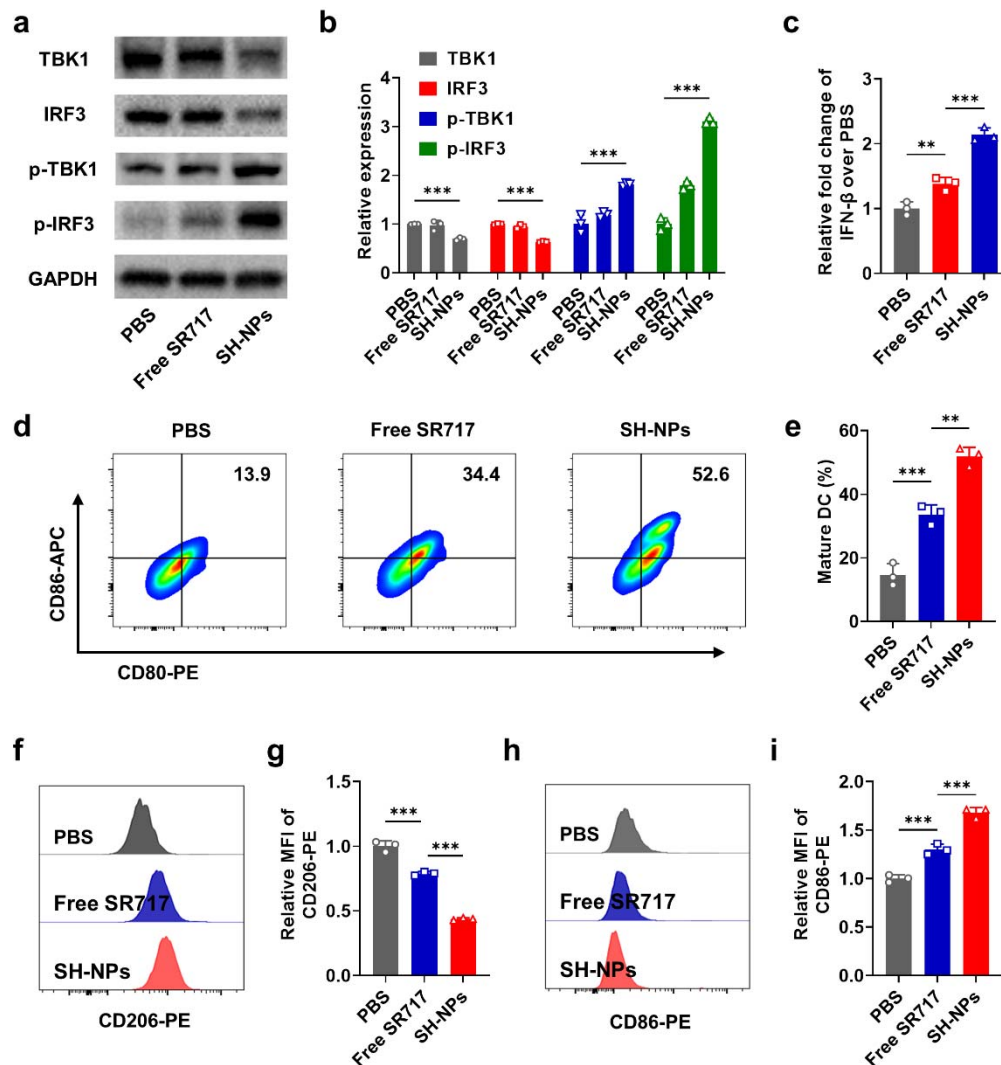 a
TBK1
IRF3
p-TBK1
p-IRF3
GAPDH
PBS
Free SR717
SH-NPs
b
Relative expression
4
3
2
1
0
TBK1
IRF3
p-TBK1
p-IRF3
***
***
***
***
PBS
Free SR717
SH-NPs
PBS
Free SR717
SH-NPs
PBS
Free SR717
SH-NPs
PBS
Free SR717
SH-NPs
c
Relative fold change of
IFN-β over PBS
3
2
1
0
**
***
PBS
Free SR717
SH-NPs
d
PBS
Free SR717
SH-NPs
13.9
34.4
52.6
CD86-APC
CD80-PE
e
Mature DC (%)
60
40
20
0
***
**
PBS
Free SR717
SH-NPs
f
PBS
Free SR717
SH-NPs
CD206-PE
g
Relative MFI of
CD206-PE
1.5
1.0
0.5
0.0
***
***
PBS
Free SR717
SH-NPs
h
PBS
Free SR717
SH-NPs
CD86-PE
i
Relative MFI of
CD86-PE
2.0
1.5
1.0
0.5
0.0
***
***
PBS
Free SR717
SH-NPs